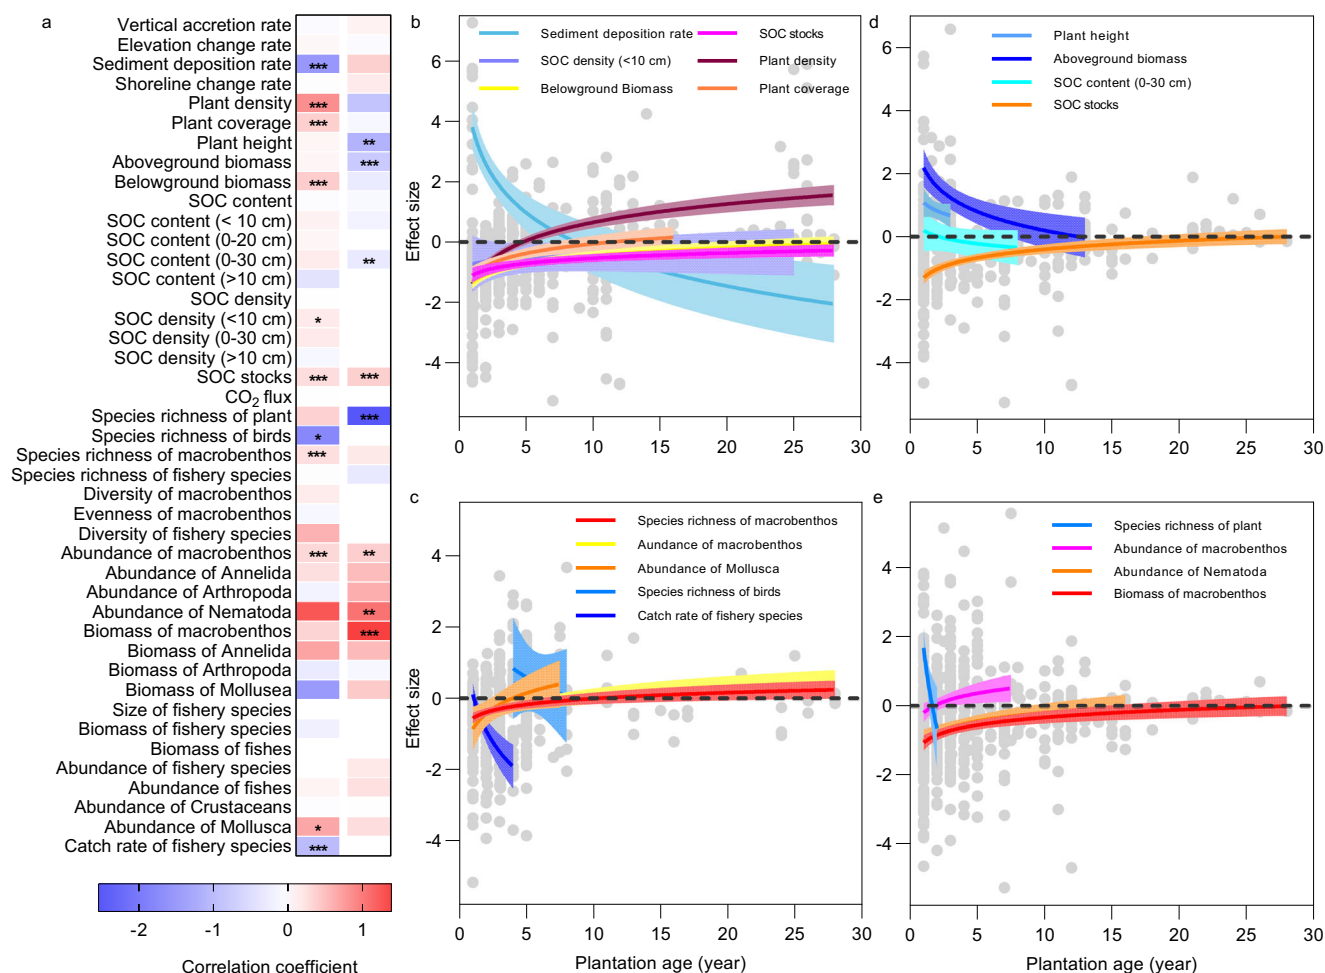 a
Vertical accretion rate
Elevation change rate
Sediment deposition rate ***
Shoreline change rate
Plant density ***
Plant coverage ***
Plant height **
Aboveground biomass ***
Belowground biomass ***
SOC content
SOC content (< 10 cm)
SOC content (0-20 cm)
SOC content (0-30 cm) **
SOC content (>10 cm)
SOC density
SOC density (<10 cm) *
SOC density (0-30 cm)
SOC density (>10 cm)
SOC stocks *** ***
CO2 flux
Species richness of plant ***
Species richness of birds *
Species richness of macrobenthos ***
Species richness of fishery species
Diversity of macrobenthos
Evenness of macrobenthos
Diversity of fishery species
Abundance of macrobenthos *** **
Abundance of Annelida
Abundance of Arthropoda
Abundance of Nematoda **
Biomass of macrobenthos ***
Biomass of Annelida
Biomass of Arthropoda
Biomass of Mollusea
Size of fishery species
Biomass of fishery species
Biomass of fishes
Abundance of fishery species
Abundance of fishes
Abundance of Crustaceans
Abundance of Mollusca *
Catch rate of fishery species ***
-2 -1 0 1
Correlation coefficient
b
Sediment deposition rate
SOC density (<10 cm)
Belowground Biomass
SOC stocks
Plant density
Plant coverage
6
4
2
0
-2
-4
Effect size
0 5 10 15 20 25 30
d
Plant height
Aboveground biomass
SOC content (0-30 cm)
SOC stocks
6
4
2
0
-2
-4
0 5 10 15 20 25 30
c
Species richness of macrobenthos
Aundance of macrobenthos
Abundance of Mollusca
Species richness of birds
Catch rate of fishery species
4
2
0
-2
-4
Effect size
0 5 10 15 20 25 30
Plantation age (year)
e
Species richness of plant
Abundance of macrobenthos
Abundance of Nematoda
Biomass of macrobenthos
4
2
0
-2
-4
0 5 10 15 20 25 30
Plantation age (year)